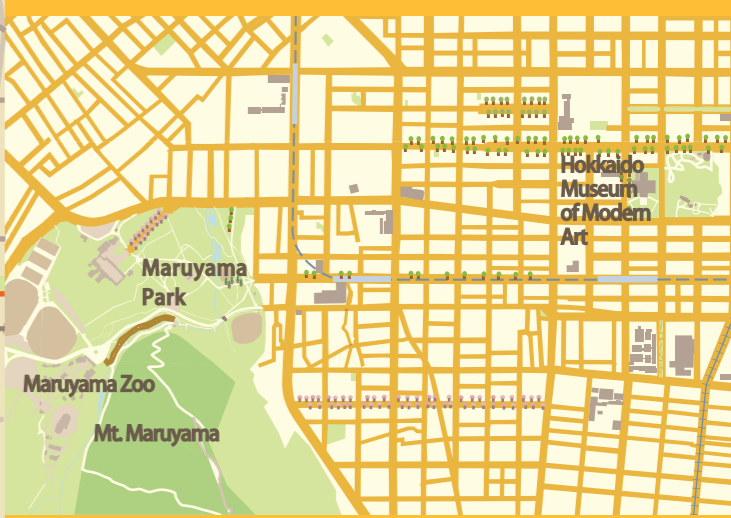 Hokkaido
Museum
of Modern
Art
Maruyama
Park
Maruyama Zoo
Mt. Maruyama